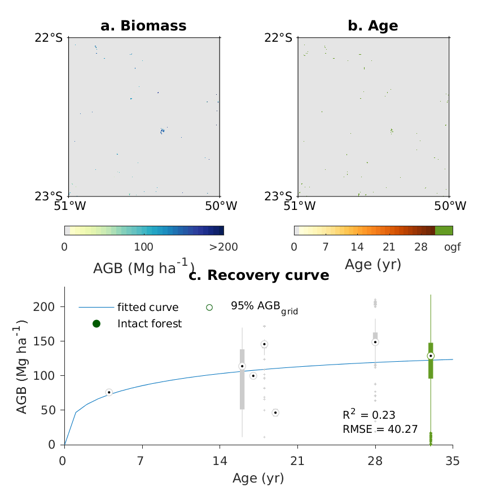 a. Biomass
b. Age
22°S
22°S
23°S
23°S
51°W
50°W
51°W
50°W
0
100
>200
0
7
14
21
28
ogf
AGB (Mg ha⁻¹)
Age (yr)
c. Recovery curve
fitted curve
95% AGB_grid
Intact forest
AGB (Mg ha⁻¹)
200
150
100
50
0
R² = 0.23
RMSE = 40.27
0
7
14
21
28
35
Age (yr)